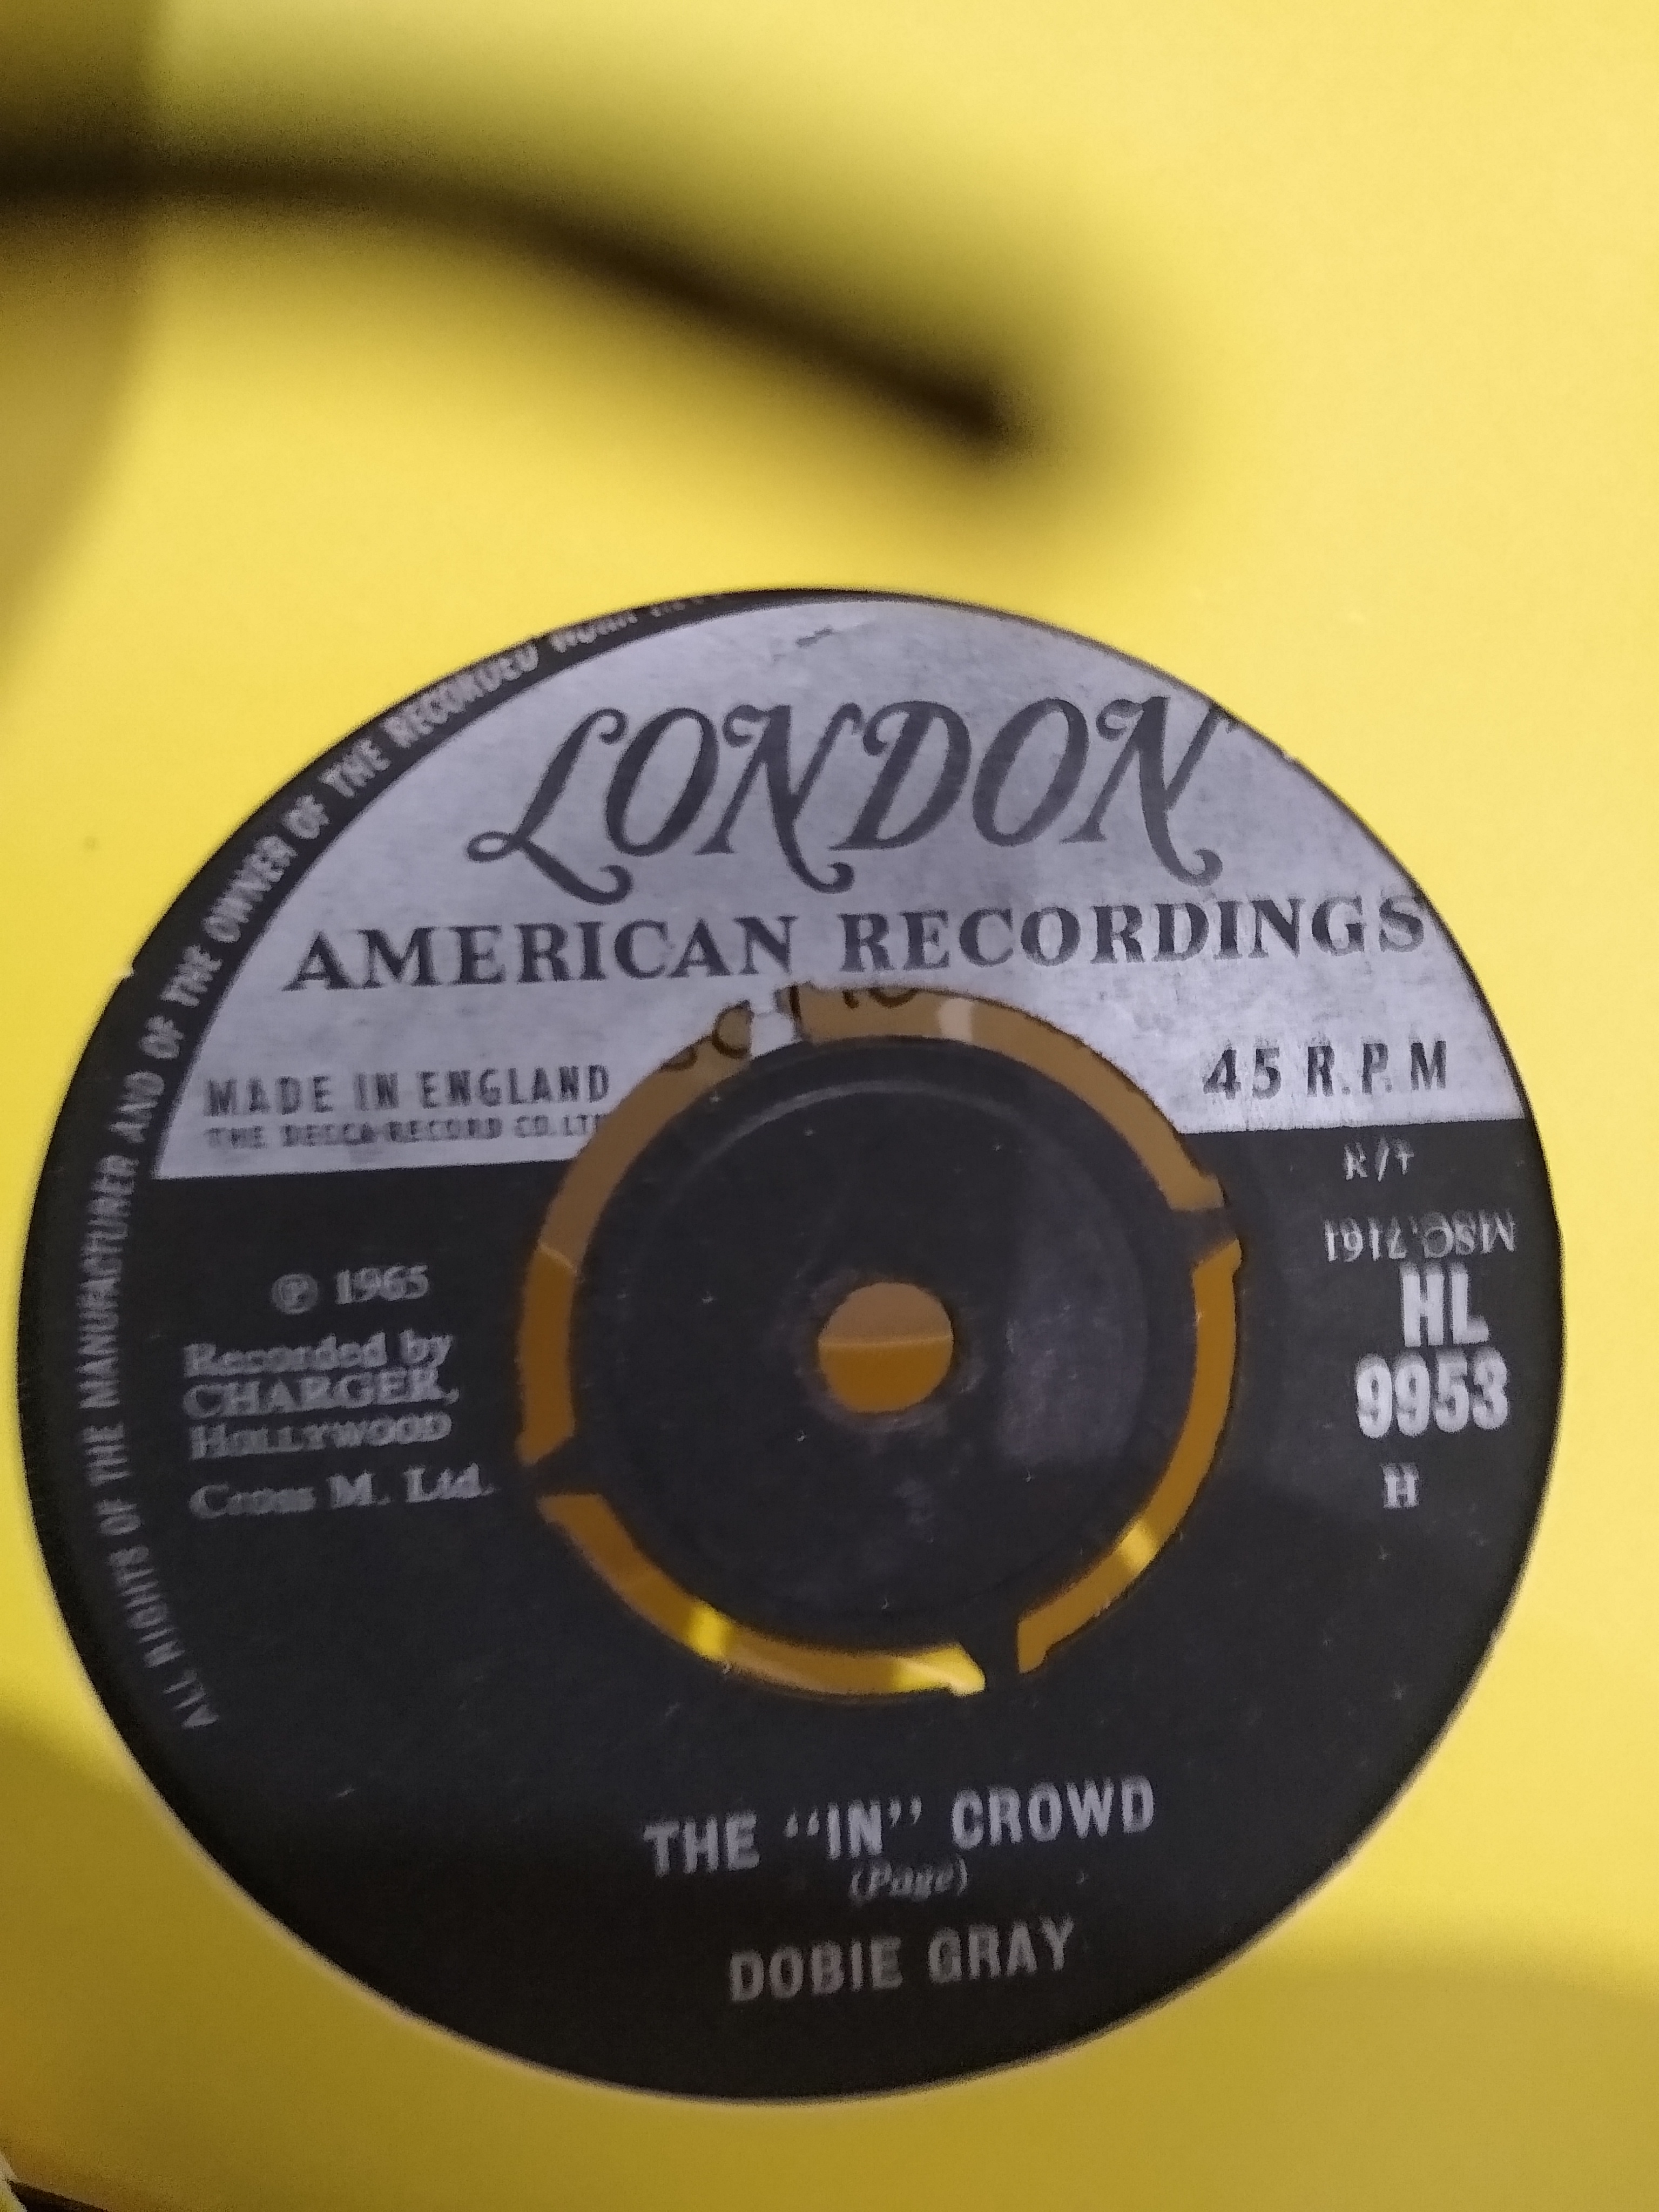 ALL RIGHTS OF THE MANUFACTURER AND OF THE OWNER OF THE RECORDED WORK
LONDON
AMERICAN RECORDINGS
MADE IN ENGLAND
THE DECCA RECORD CO. LTD
45 R.P.M
R/T
MSC.7161
HL
9953
H
℗ 1965
Recorded by
CHARGER,
HOLLYWOOD
Cross M. Ltd.
THE “IN” CROWD
(Page)
DOBIE GRAY